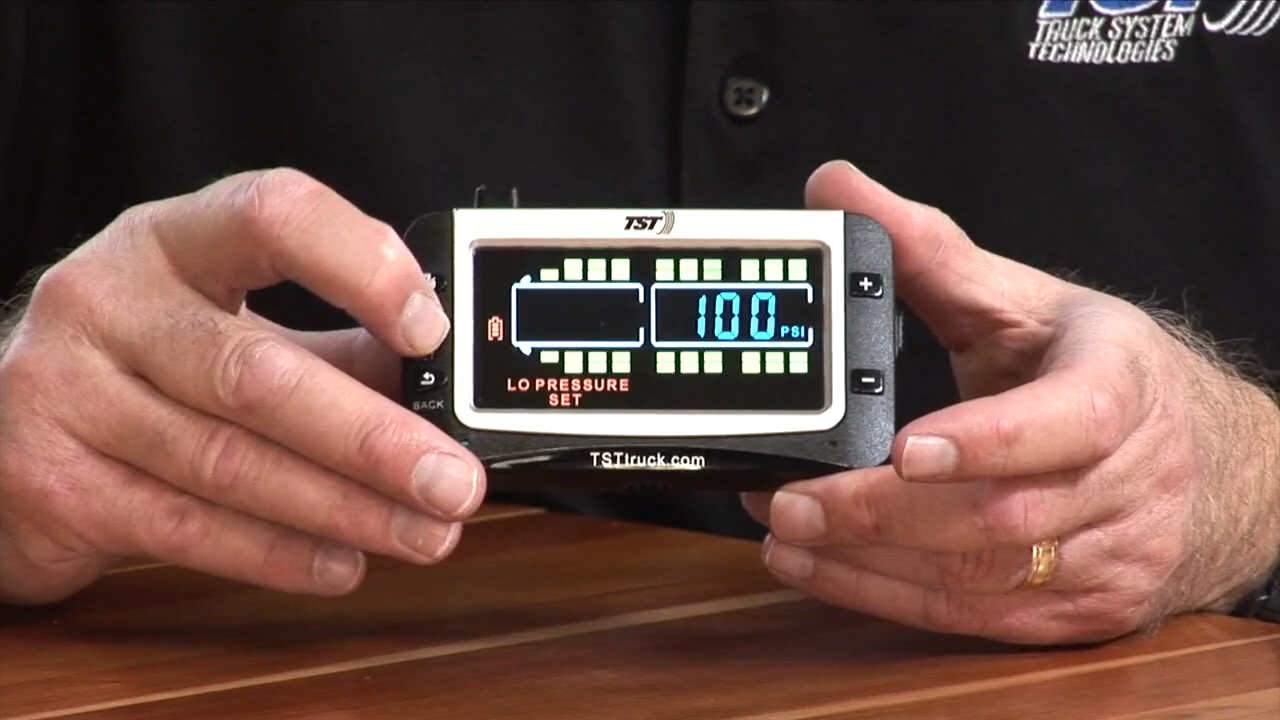 TRUCK SYSTEM
TECHNOLOGIES
TST
+
100 PSI
LO PRESSURE
SET
-
BACK
TSTtruck.com